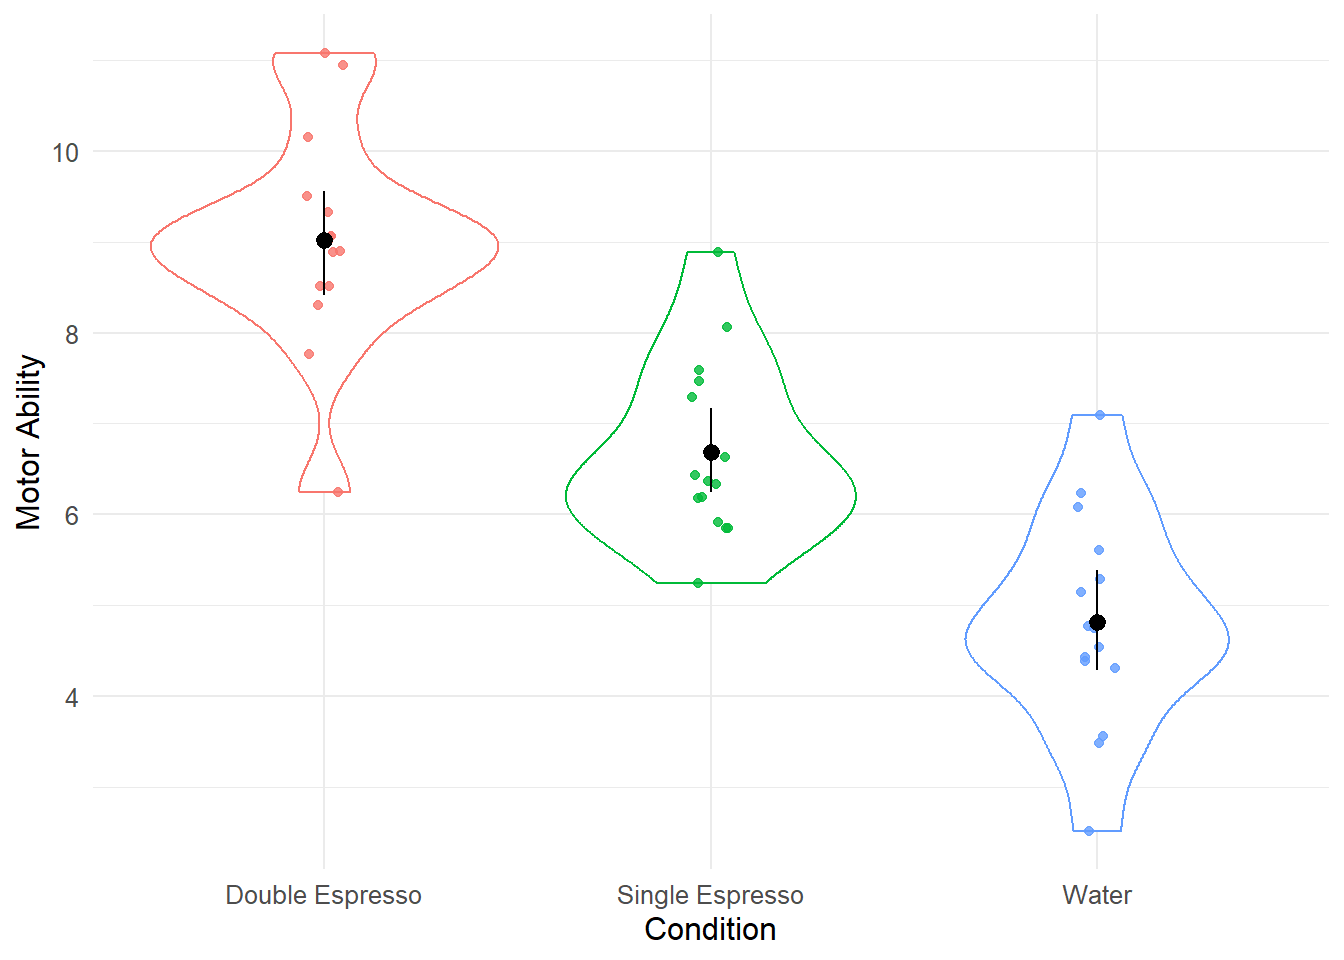 Motor Ability
10
8
6
4
Double Espresso
Single Espresso
Water
Condition